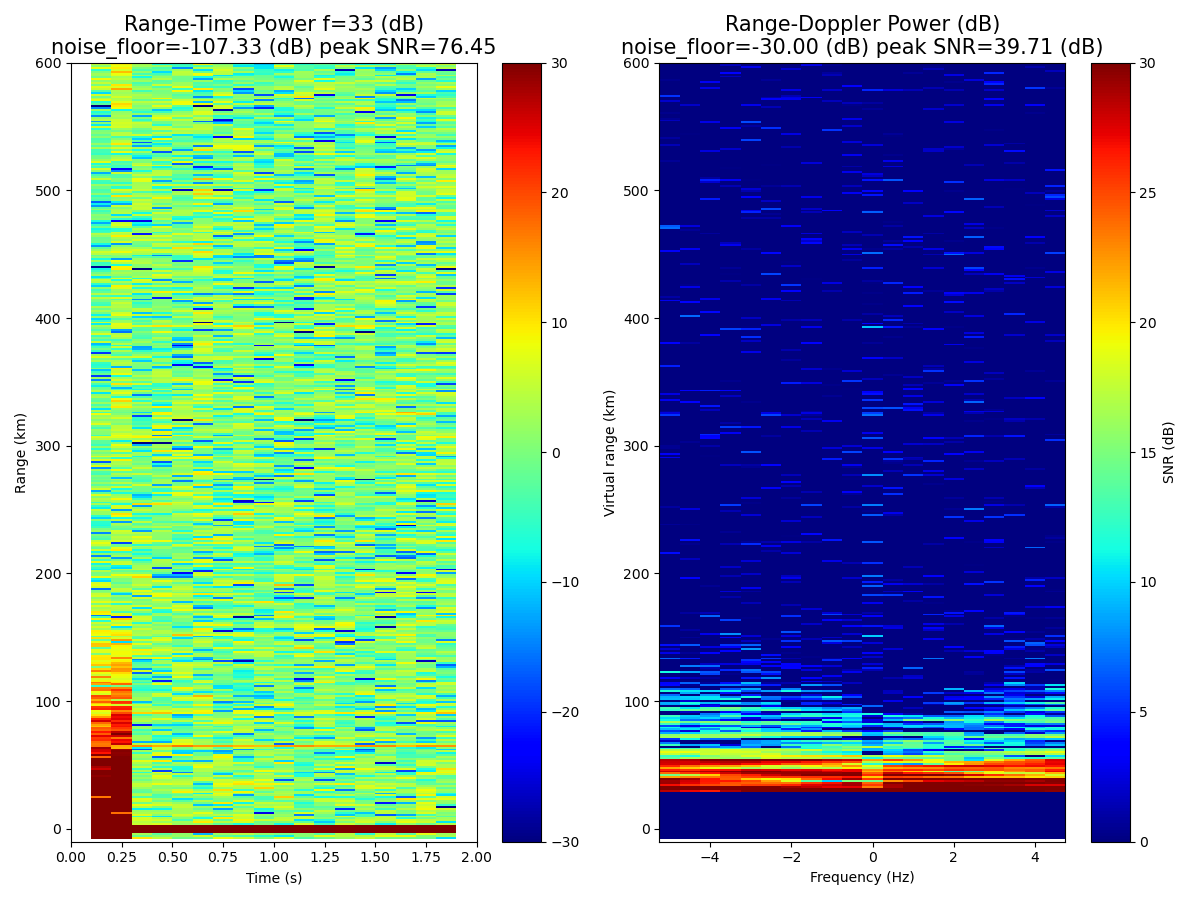 Range-Time Power f=33 (dB)
noise_floor=-107.33 (dB) peak SNR=76.45
Range (km)
600
500
400
300
200
100
0
0.00 0.25 0.50 0.75 1.00 1.25 1.50 1.75 2.00
Time (s)
30
20
10
0
−10
−20
−30
Range-Doppler Power (dB)
noise_floor=-30.00 (dB) peak SNR=39.71 (dB)
Virtual range (km)
600
500
400
300
200
100
0
−4 −2 0 2 4
Frequency (Hz)
30
25
20
15
10
5
0
SNR (dB)